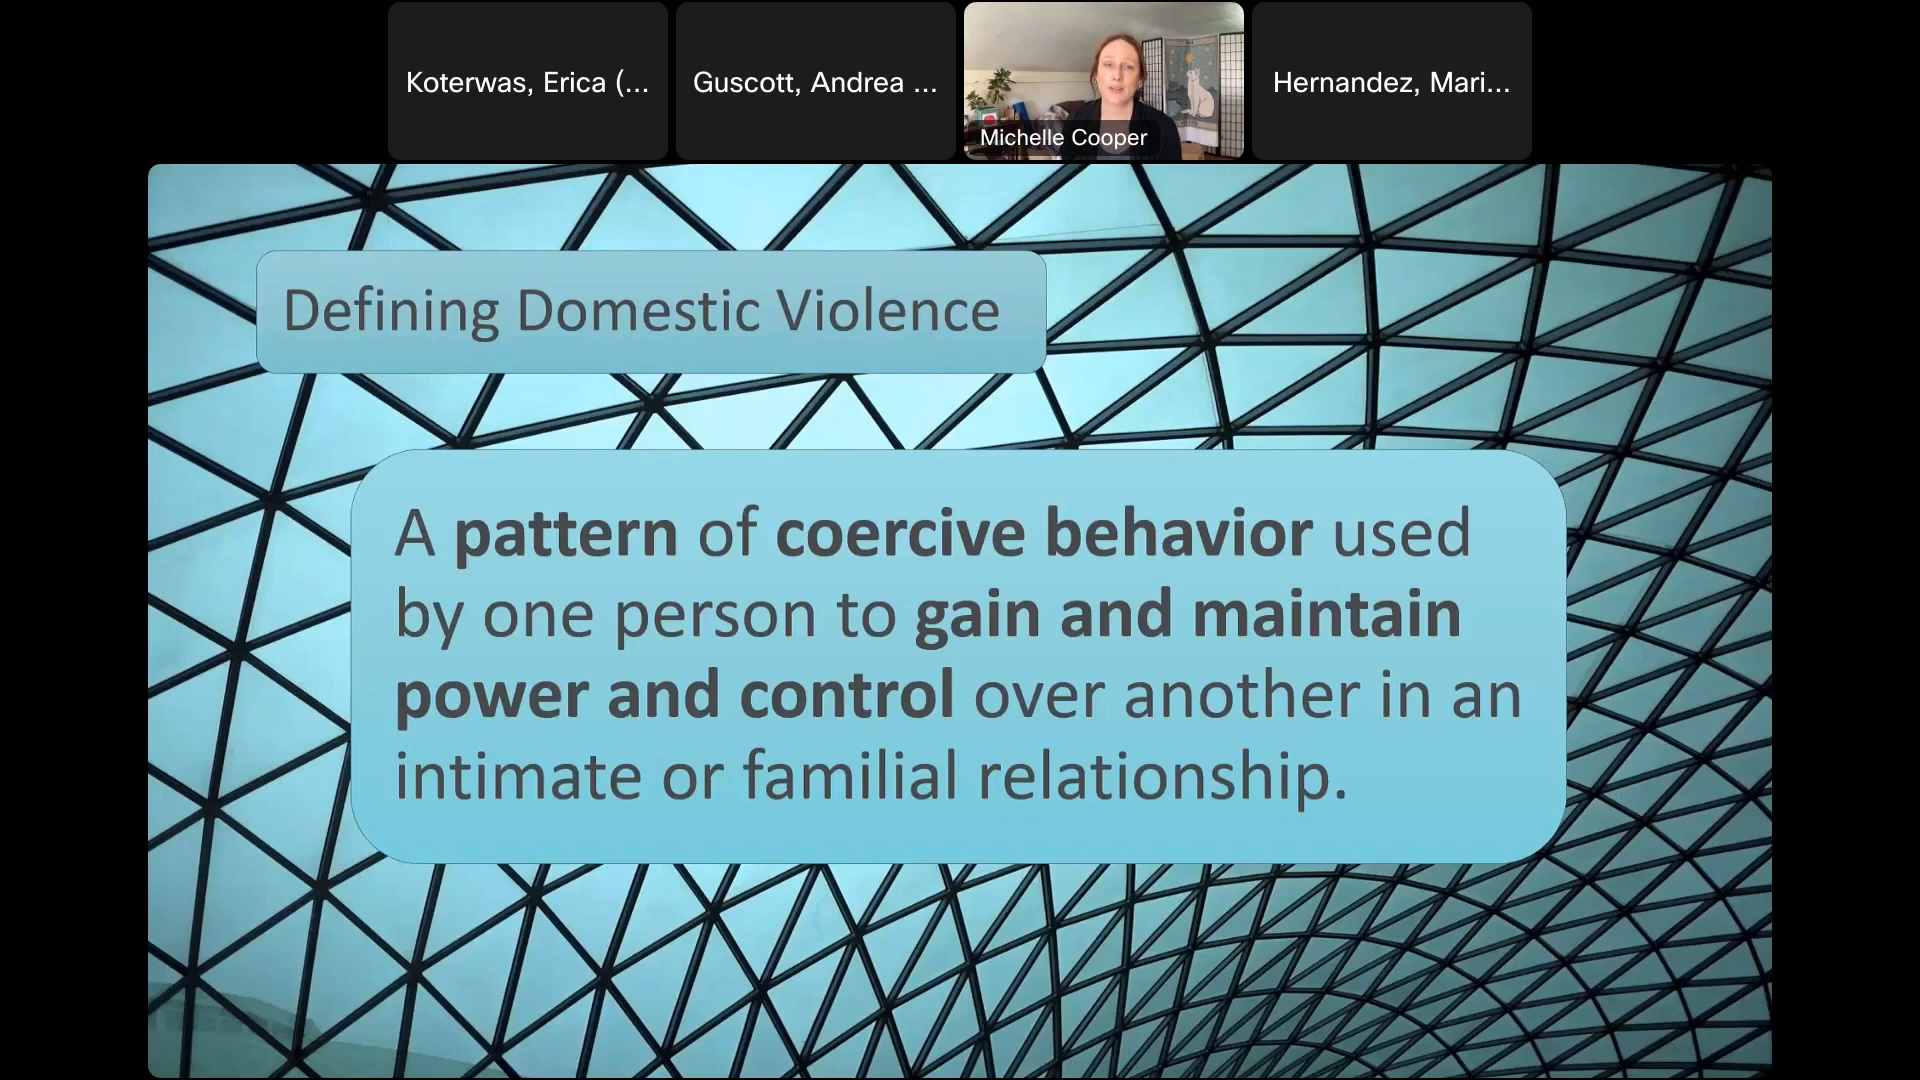 Koterwas, Erica (...
Guscott, Andrea ...
Michelle Cooper
Hernandez, Mari...
Defining Domestic Violence
A pattern of coercive behavior used
by one person to gain and maintain
power and control over another in an
intimate or familial relationship.